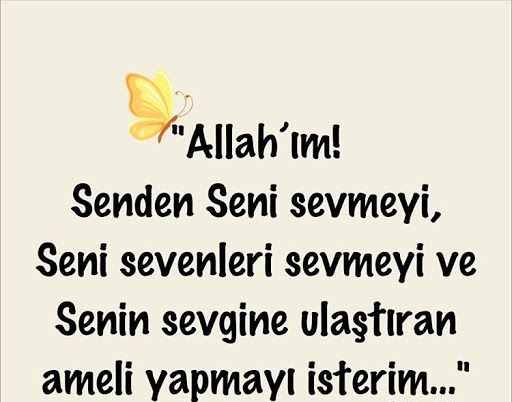 "Allah'ım!
Senden Seni sevmeyi,
Seni sevenleri sevmeyi ve
Senin sevgine ulaştıran
ameli yapmayı isterim..."